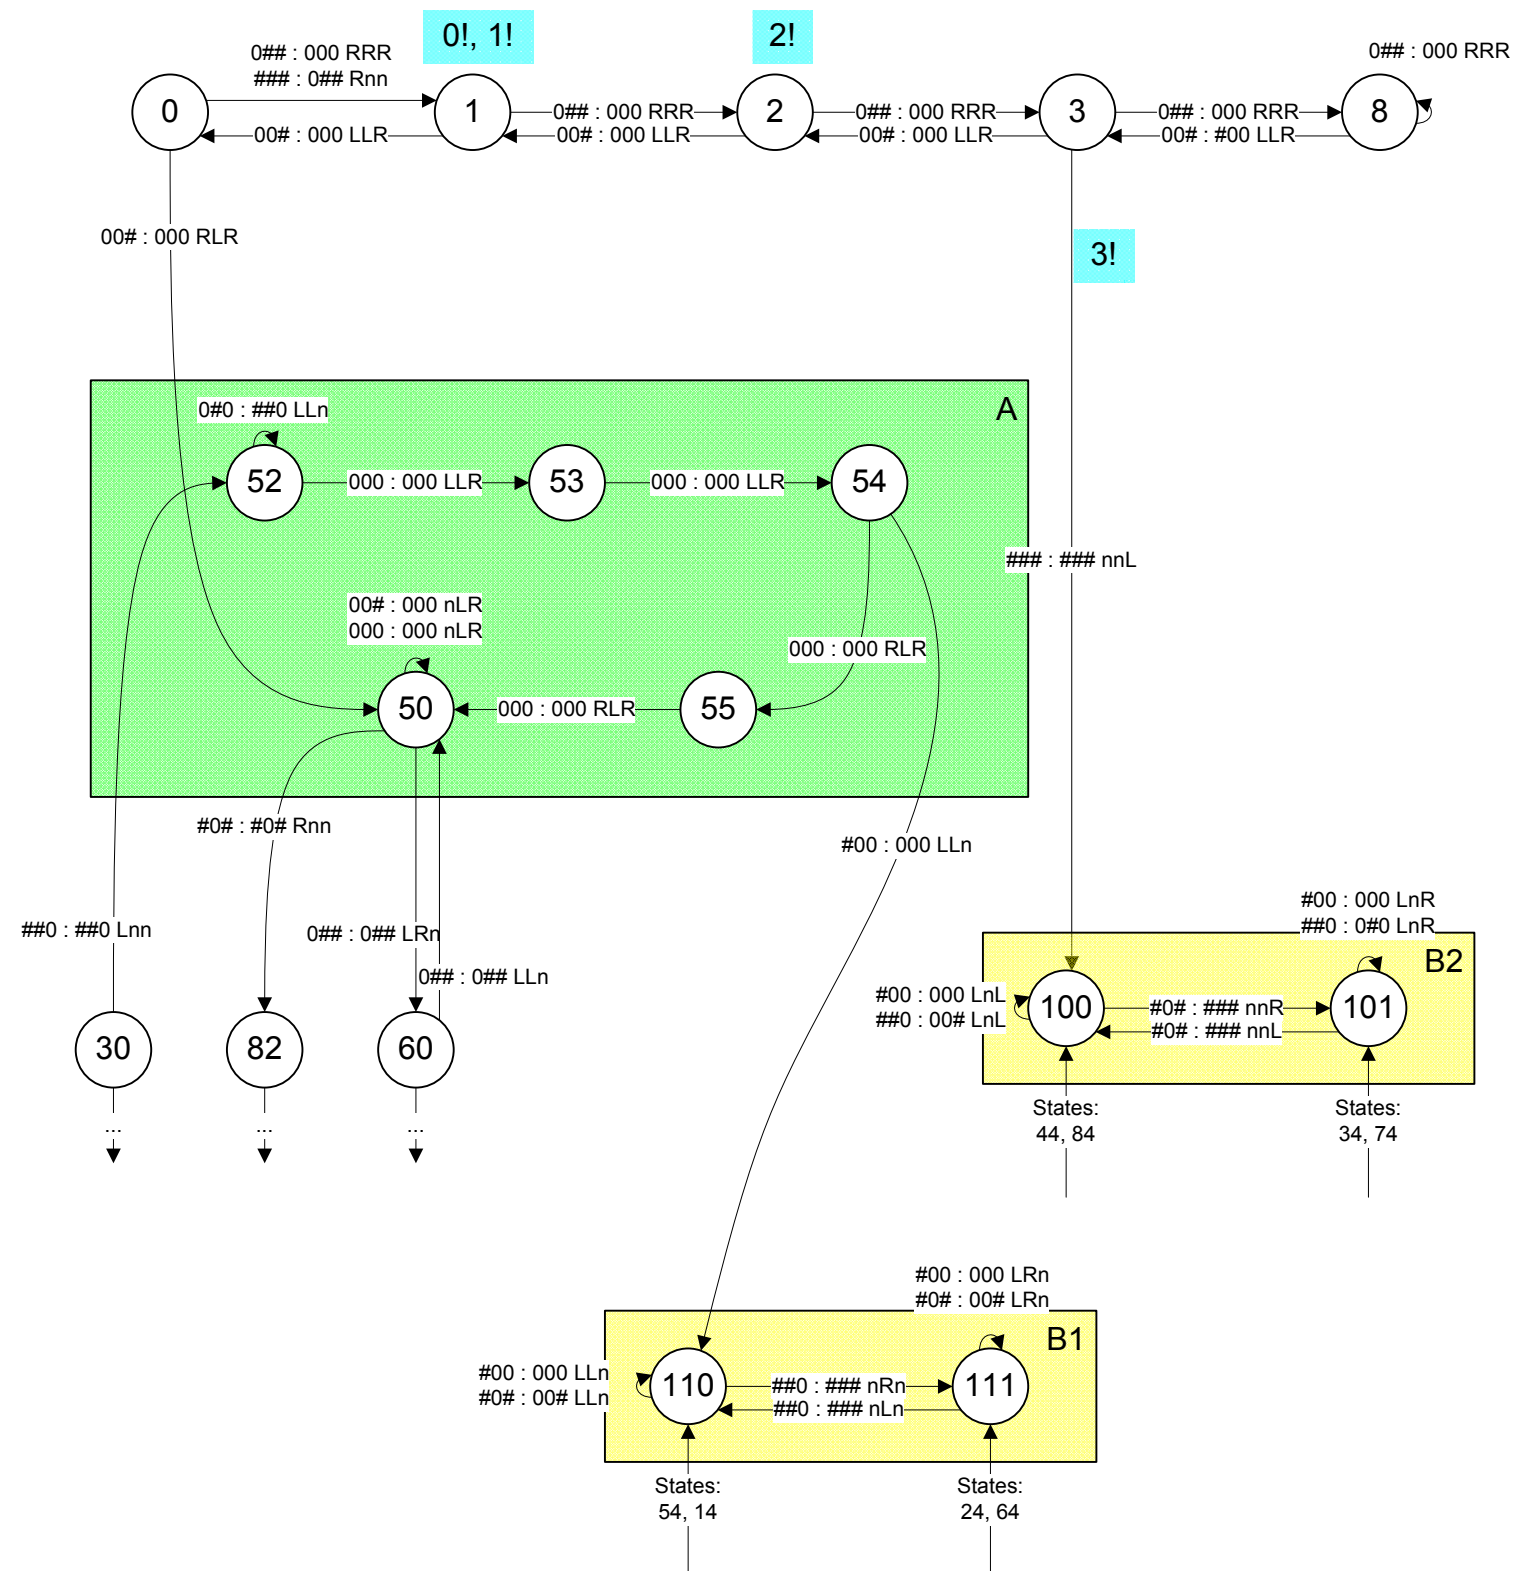 0!, 1!
2!
0## : 000 RRR
### : 0## Rnn
0## : 000 RRR
0
1
2
3
8
0## : 000 RRR
0## : 000 RRR
0## : 000 RRR
00# : 000 LLR
00# : 000 LLR
00# : 000 LLR
00# : #00 LLR
00# : 000 RLR
3!
A
0#0 : ##0 LLn
52
000 : 000 LLR
53
000 : 000 LLR
54
### : ### nnL
00# : 000 nLR
000 : 000 nLR
000 : 000 RLR
50
000 : 000 RLR
55
#0# : #0# Rnn
#00 : 000 LLn
##0 : ##0 Lnn
0## : 0## LRn
0## : 0## LLn
#00 : 000 LnR
##0 : 0#0 LnR
B2
#00 : 000 LnL
##0 : 00# LnL
100
#0# : ### nnR
#0# : ### nnL
101
30
82
60
...
...
...
States:
44, 84
States:
34, 74
#00 : 000 LRn
#0# : 00# LRn
B1
#00 : 000 LLn
#0# : 00# LLn
110
##0 : ### nRn
##0 : ### nLn
111
States:
54, 14
States:
24, 64